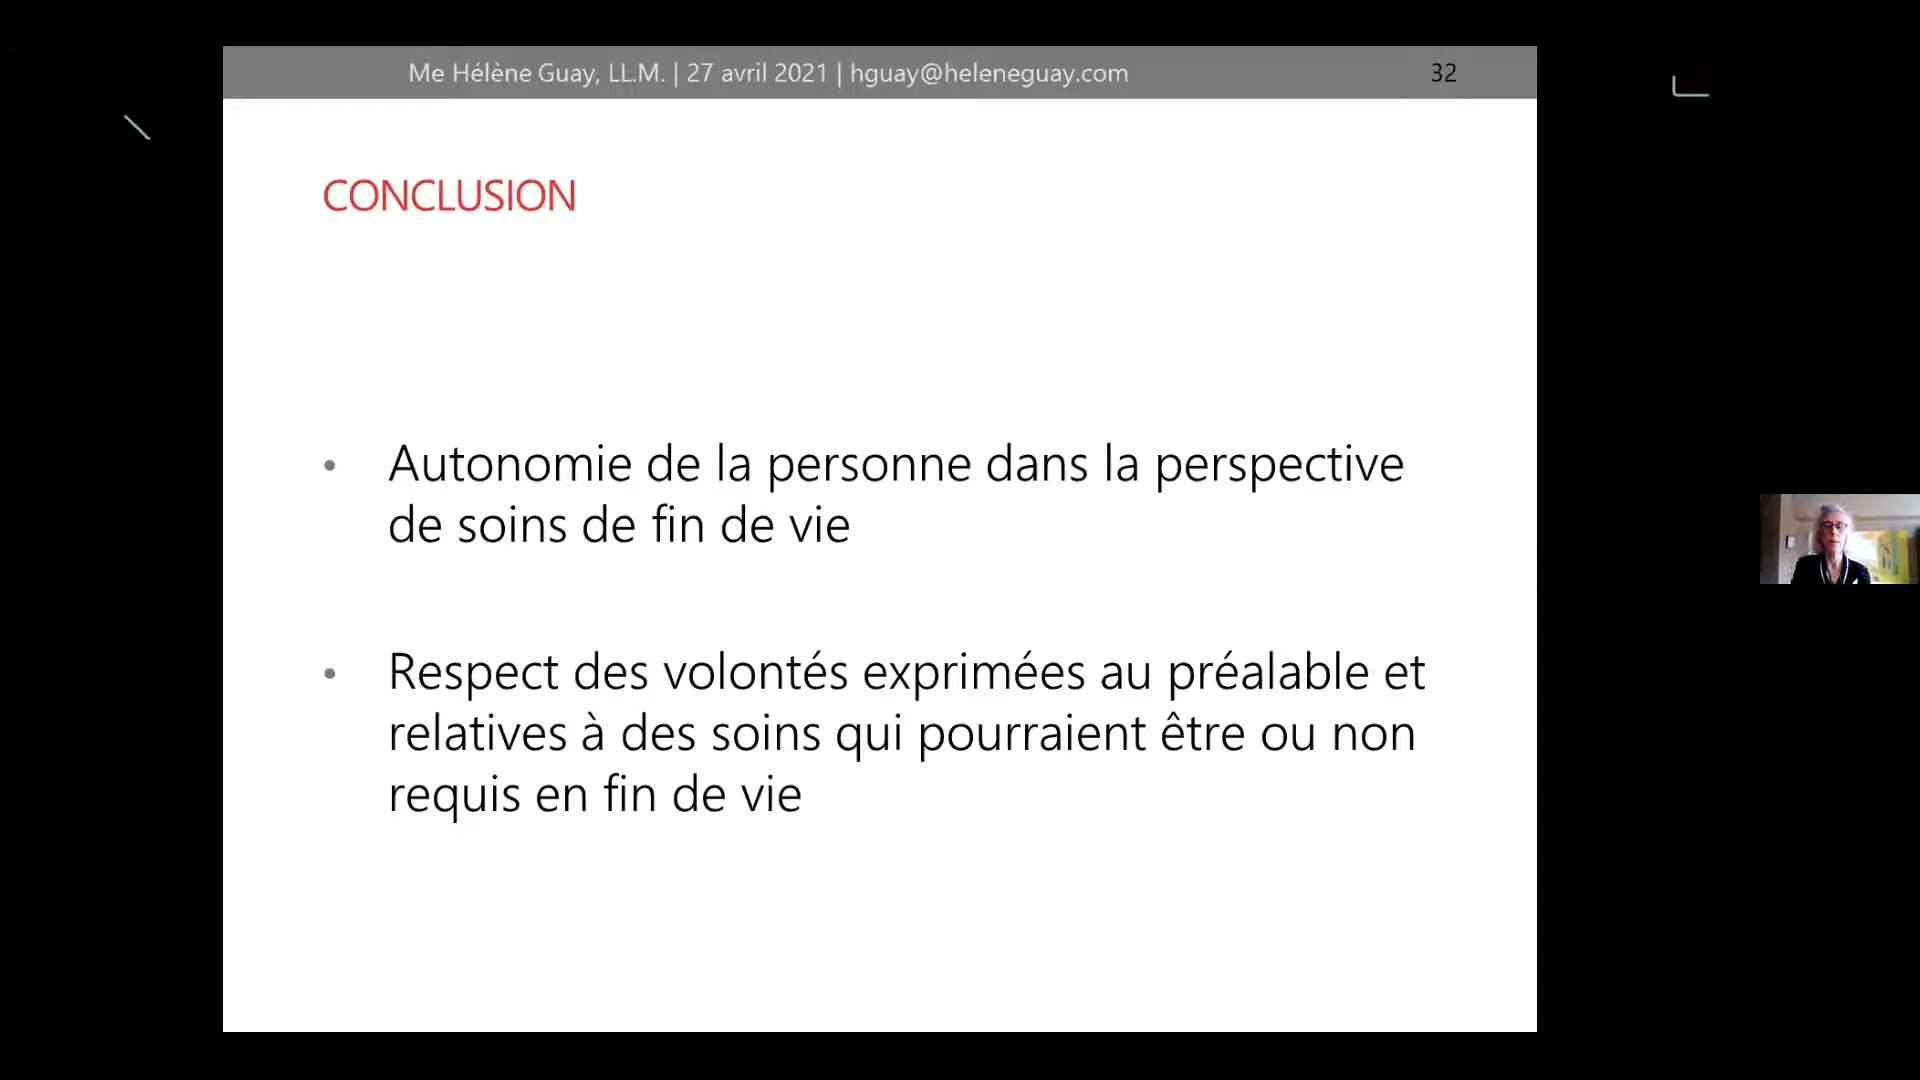 Me Hélène Guay, LL.M. | 27 avril 2021 | hguay@heleneguay.com 32
CONCLUSION
• Autonomie de la personne dans la perspective
de soins de fin de vie
• Respect des volontés exprimées au préalable et
relatives à des soins qui pourraient être ou non
requis en fin de vie